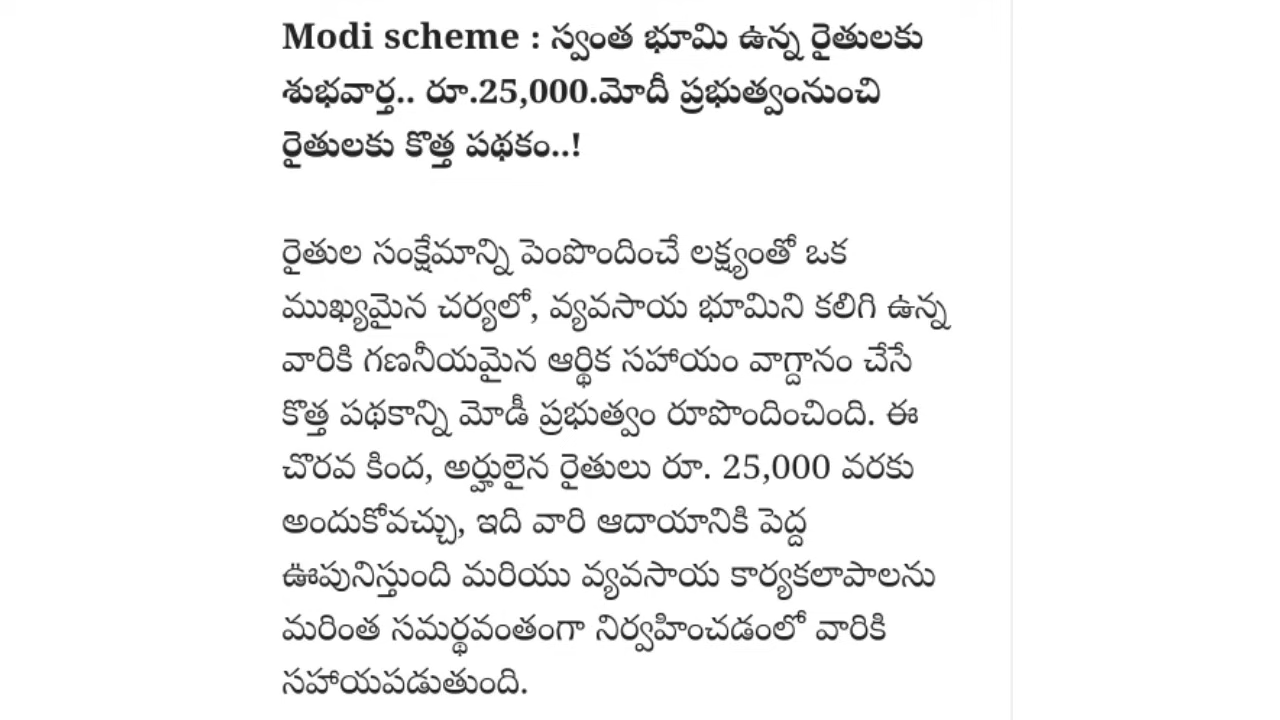 Modi scheme : స్వంత భూమి ఉన్న రైతులకు
శుభవార్త.. రూ.25,000.మోదీ ప్రభుత్వంనుంచి
రైతులకు కొత్త పథకం..!
రైతుల సంక్షేమాన్ని పెంపొందించే లక్ష్యంతో ఒక
ముఖ్యమైన చర్యలో, వ్యవసాయ భూమిని కలిగి ఉన్న
వారికి గణనీయమైన ఆర్థిక సహాయం వాగ్దానం చేసే
కొత్త పథకాన్ని మోడీ ప్రభుత్వం రూపొందించింది. ఈ
చొరవ కింద, అర్హులైన రైతులు రూ. 25,000 వరకు
అందుకోవచ్చు, ఇది వారి ఆదాయానికి పెద్ద
ఊపునిస్తుంది మరియు వ్యవసాయ కార్యకలాపాలను
మరింత సమర్థవంతంగా నిర్వహించడంలో వారికి
సహాయపడుతుంది.